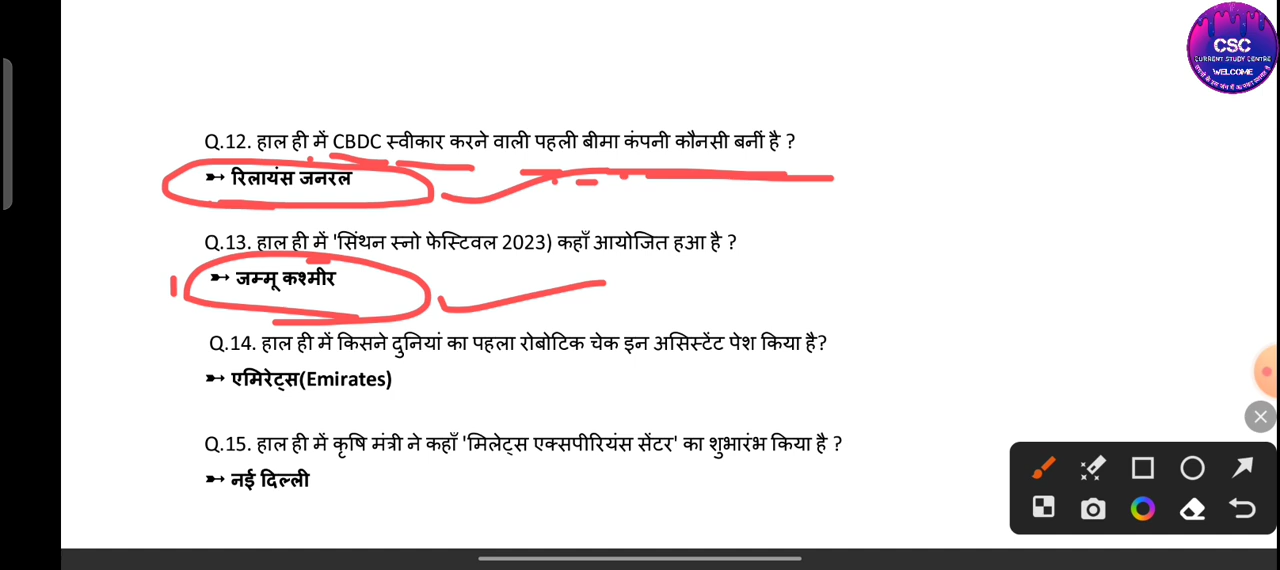 CSC
CURRENT STUDY CENTRE
WELCOME
Q.12. हाल ही में CBDC स्वीकार करने वाली पहली बीमा कंपनी कौनसी बनीं है ?
➵ रिलायंस जनरल
Q.13. हाल ही में 'सिंथन स्नो फेस्टिवल 2023) कहाँ आयोजित हआ है ?
➵ जम्मू कश्मीर
Q.14. हाल ही में किसने दुनियां का पहला रोबोटिक चेक इन असिस्टेंट पेश किया है?
➵ एमिरेट्स(Emirates)
Q.15. हाल ही में कृषि मंत्री ने कहाँ 'मिलेट्स एक्सपीरियंस सेंटर' का शुभारंभ किया है ?
➵ नई दिल्ली